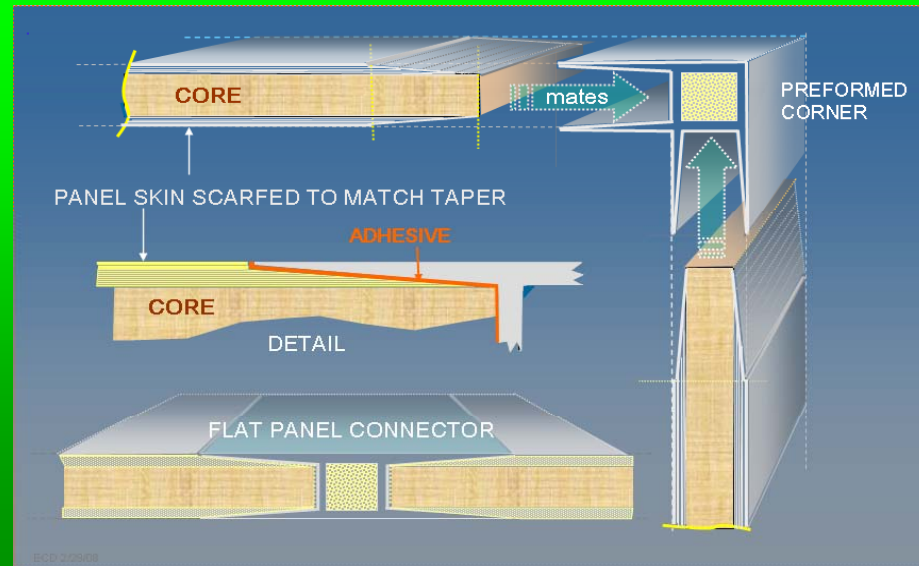 CORE
mates
PREFORMED
CORNER
PANEL SKIN SCARFED TO MATCH TAPER
ADHESIVE
CORE
DETAIL
FLAT PANEL CONNECTOR